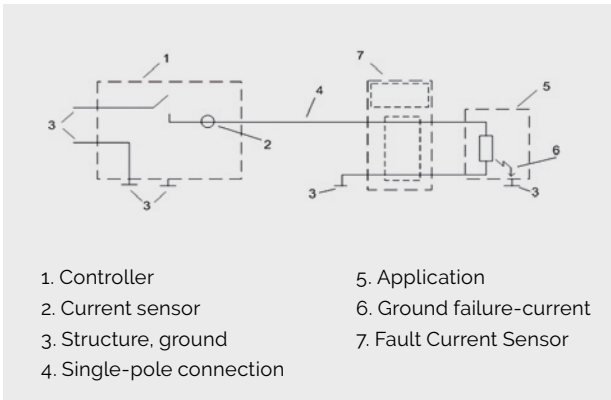 1
7
4
5
3
2
6
3
3
3
1. Controller
2. Current sensor
3. Structure, ground
4. Single-pole connection
5. Application
6. Ground failure-current
7. Fault Current Sensor